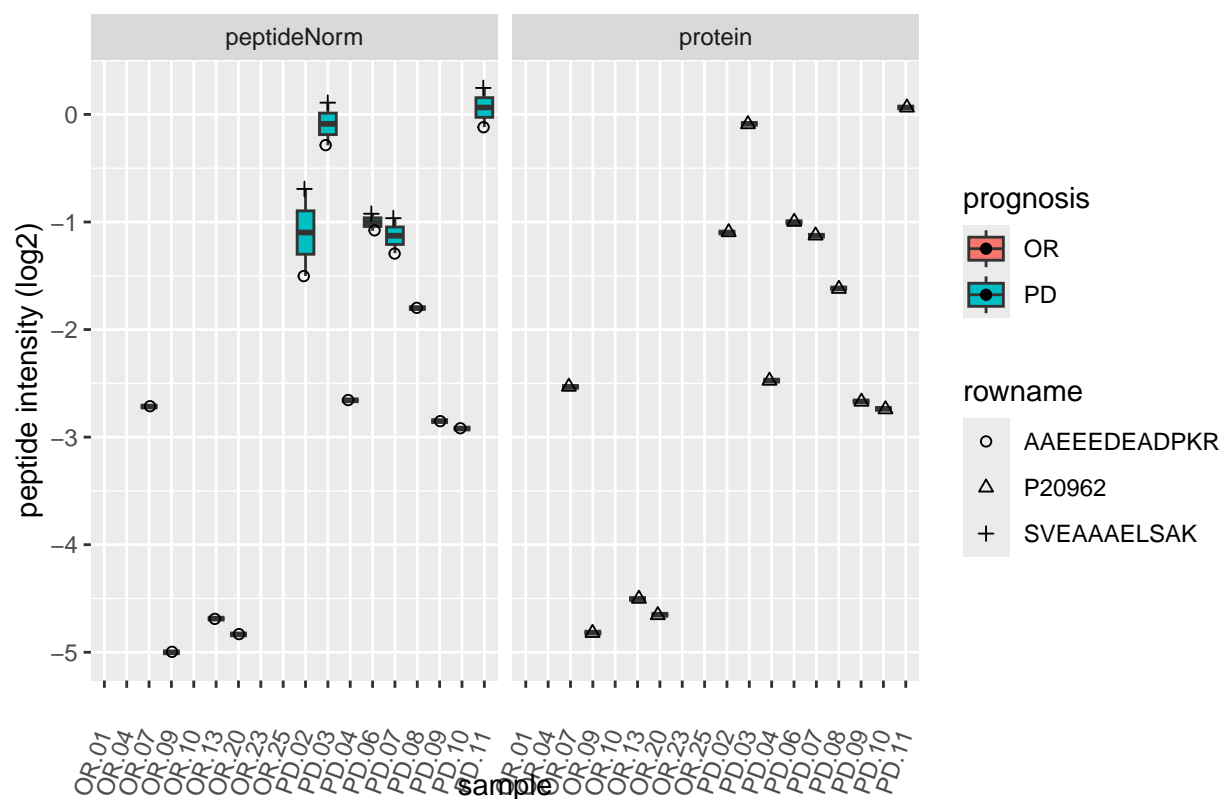 peptideNorm
protein
peptide intensity (log2)
0
−1
−2
−3
−4
−5
OR.01
OR.04
OR.07
OR.09
OR.10
OR.13
OR.20
OR.23
OR.25
PD.02
PD.03
PD.04
PD.06
PD.07
PD.08
PD.09
PD.10
PD.11
OR.01
OR.04
OR.07
OR.09
OR.10
OR.13
OR.20
OR.23
OR.25
PD.02
PD.03
PD.04
PD.06
PD.07
PD.08
PD.09
PD.10
PD.11
sample
prognosis
OR
PD
rowname
AAEEEDEADPKR
P20962
SVEAAAELSAK